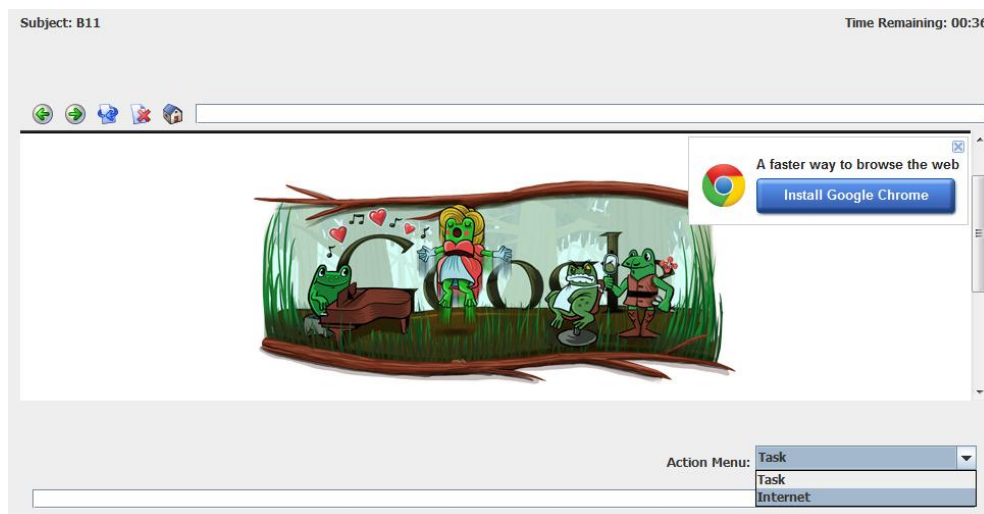 Subject: B11
Time Remaining: 00:36
A faster way to browse the web
Install Google Chrome
Google
Action Menu: Task
Task
Internet